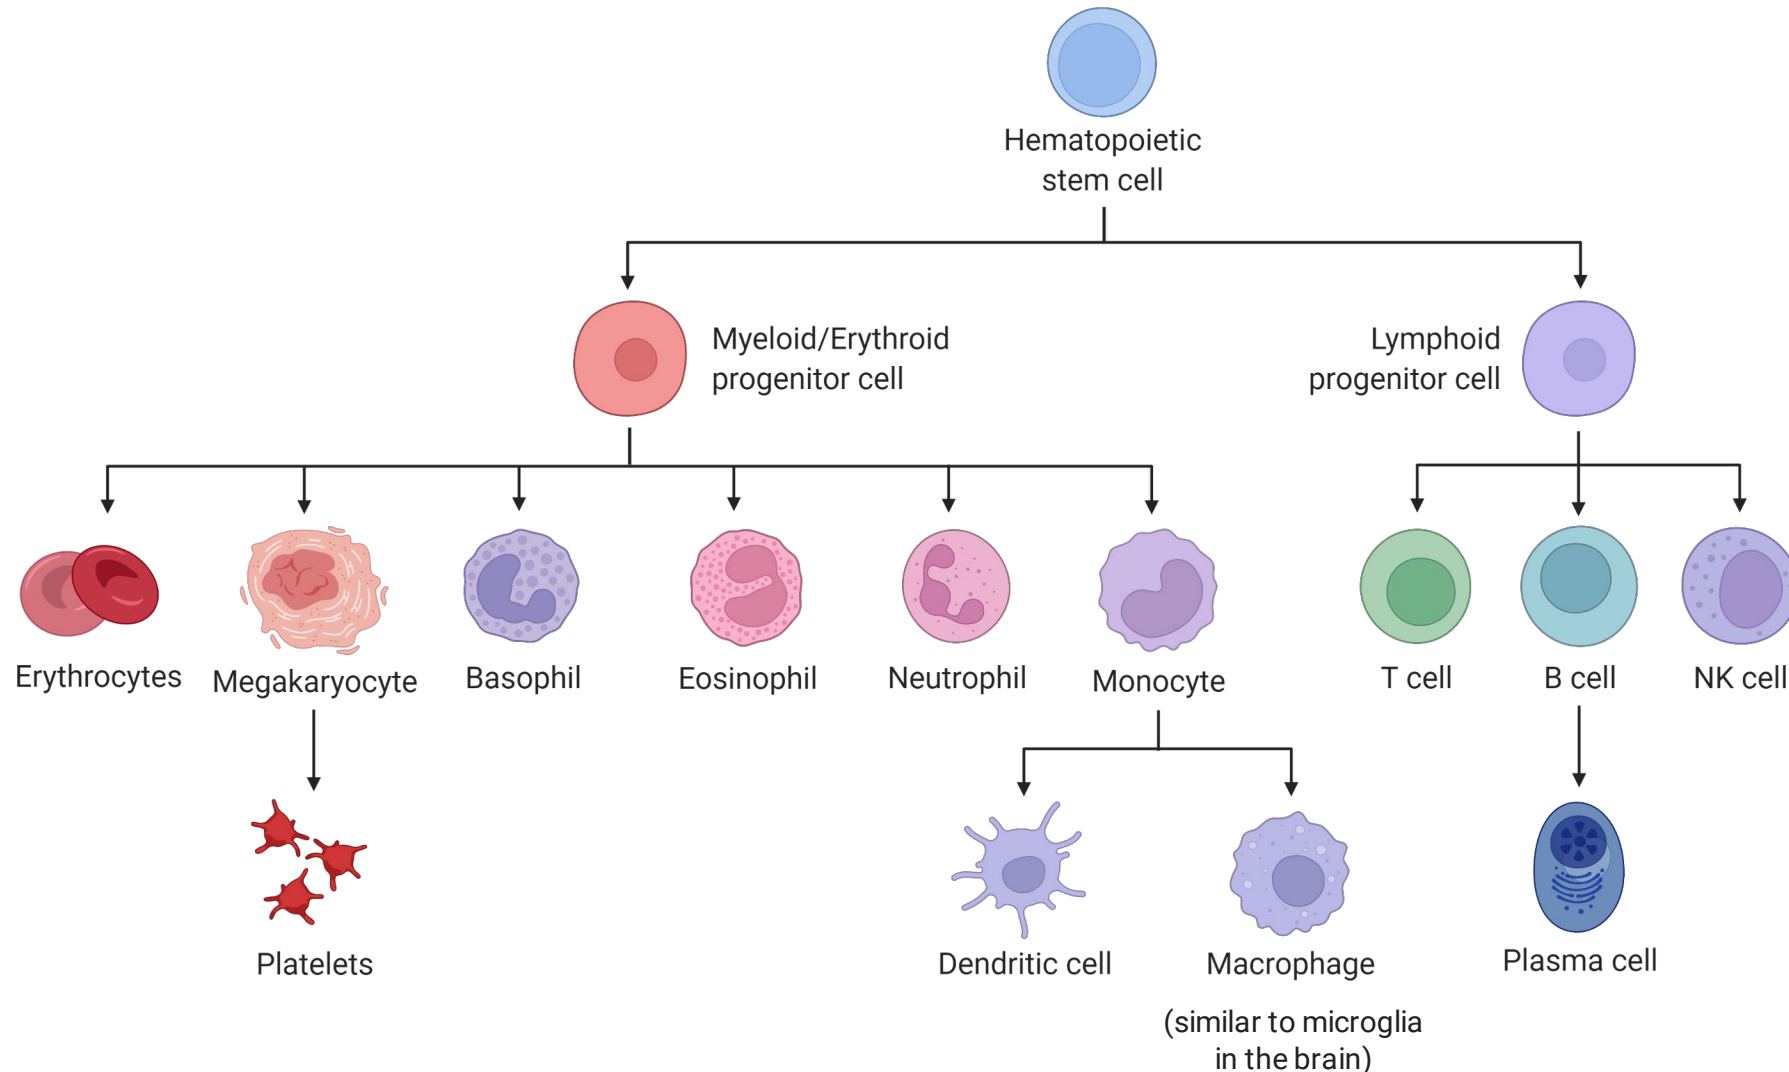 Hematopoietic
stem cell
Myeloid/Erythroid
progenitor cell
Lymphoid
progenitor cell
Erythrocytes
Megakaryocyte
Basophil
Eosinophil
Neutrophil
Monocyte
T cell
B cell
NK cell
Platelets
Dendritic cell
Macrophage
Plasma cell
(similar to microglia
in the brain)